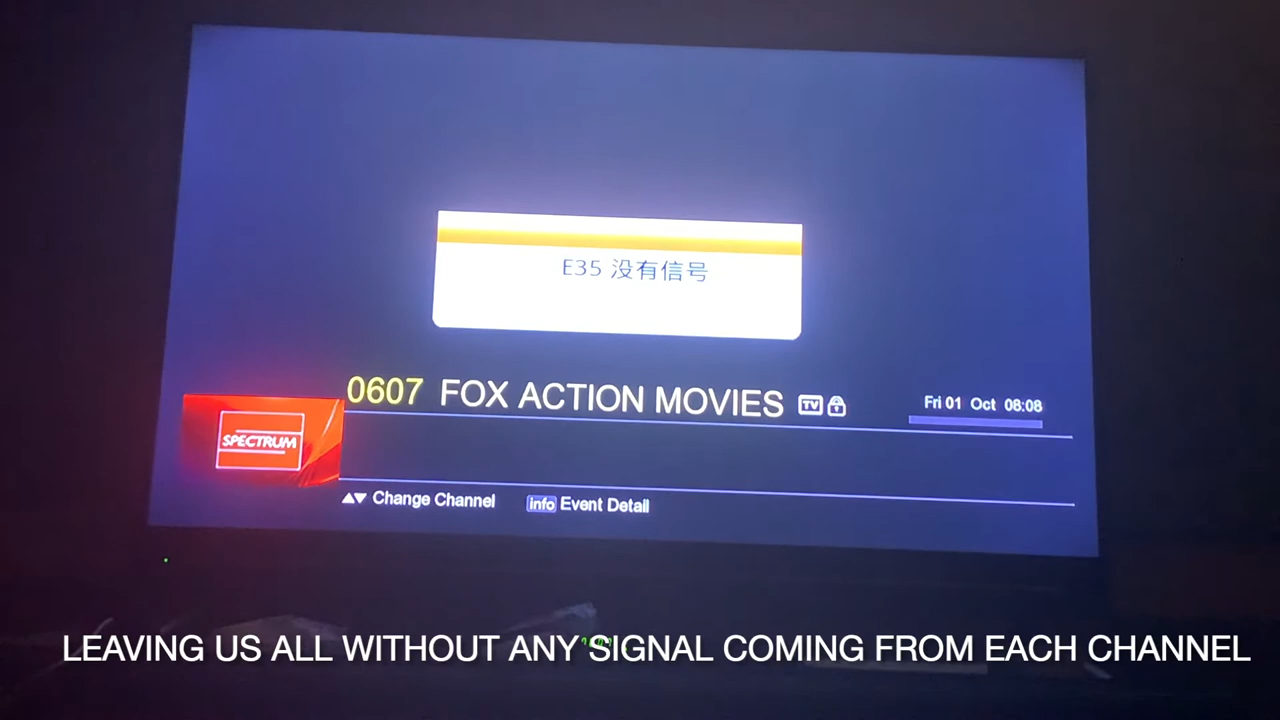 E35 没有信号
0607 FOX ACTION MOVIES TV
Fri 01 Oct 08:08
SPECTRUM
▲▼ Change Channel info Event Detail
LEAVING US ALL WITHOUT ANY SIGNAL COMING FROM EACH CHANNEL